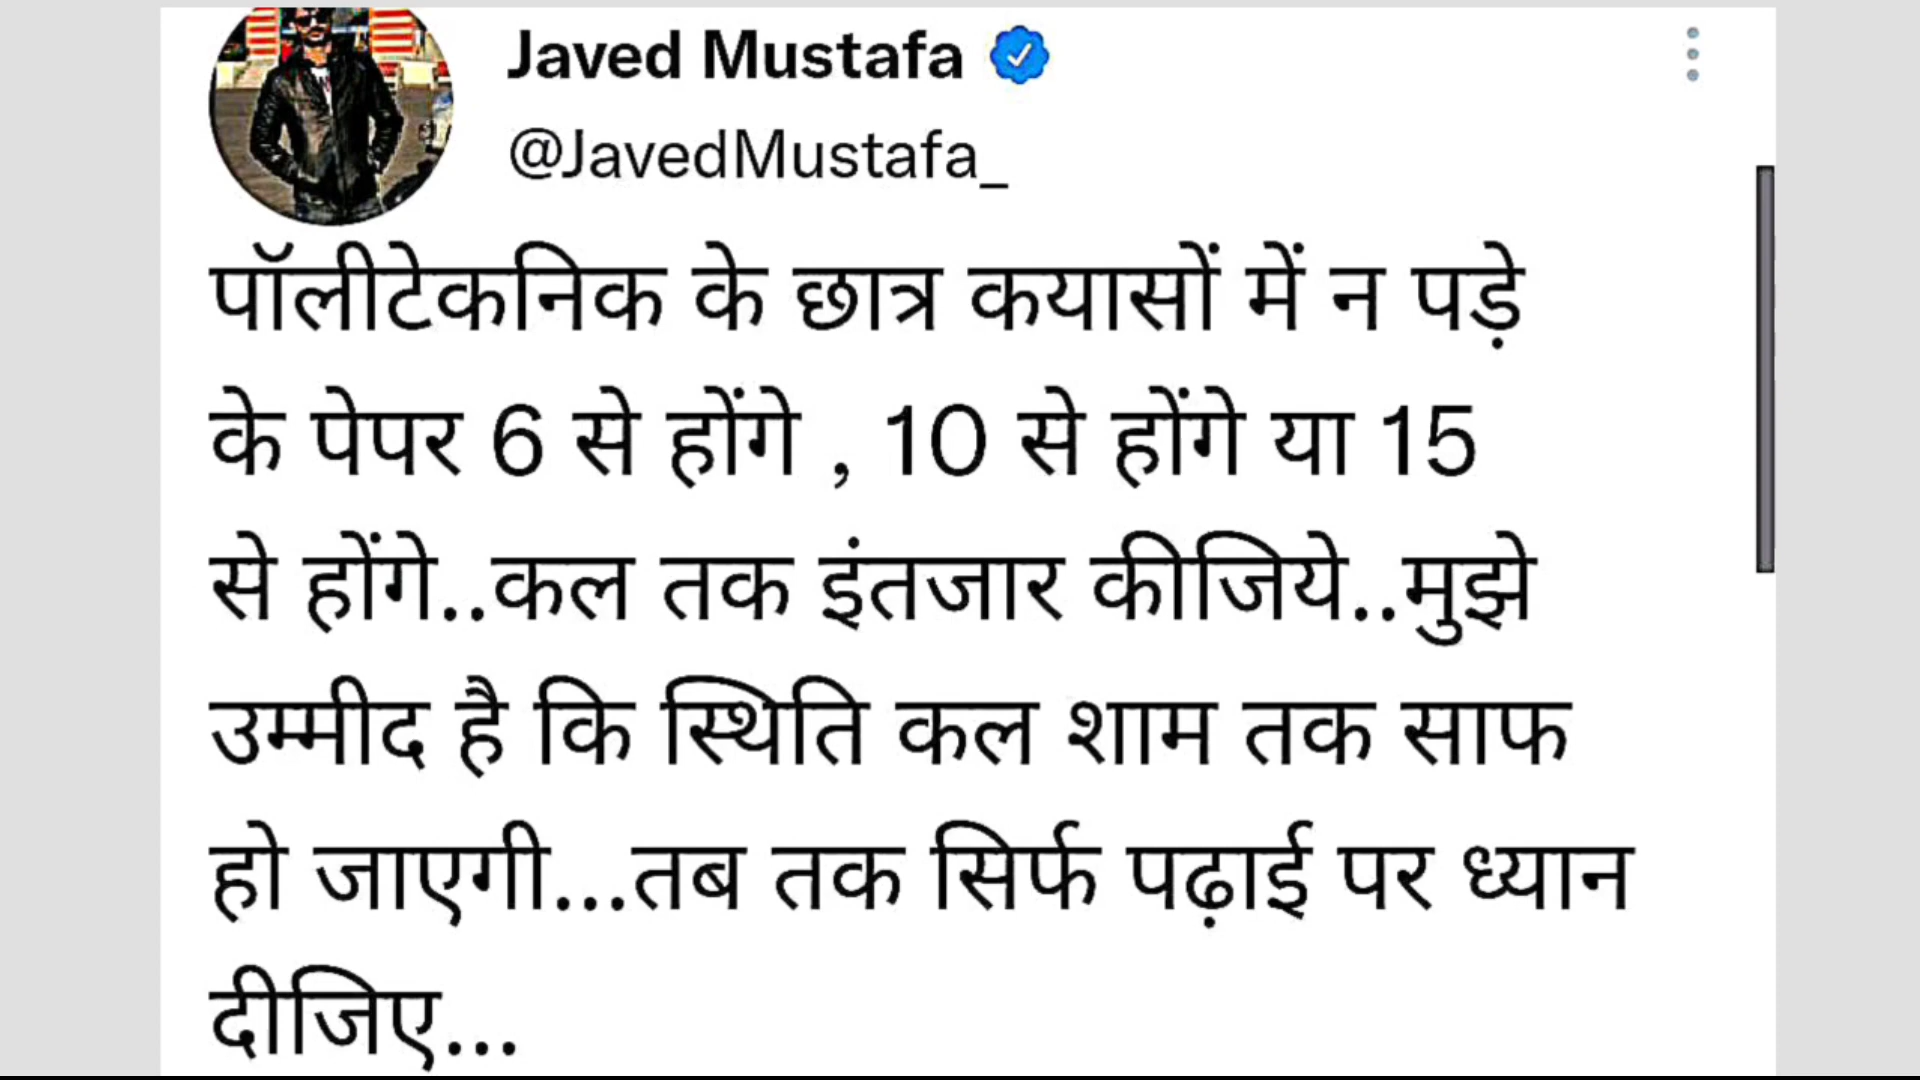 Javed Mustafa
@JavedMustafa_
पॉलीटेकनिक के छात्र कयासों में न पड़े
के पेपर 6 से होंगे , 10 से होंगे या 15
से होंगे..कल तक इंतजार कीजिये..मुझे
उम्मीद है कि स्थिति कल शाम तक साफ
हो जाएगी...तब तक सिर्फ पढ़ाई पर ध्यान
दीजिए...